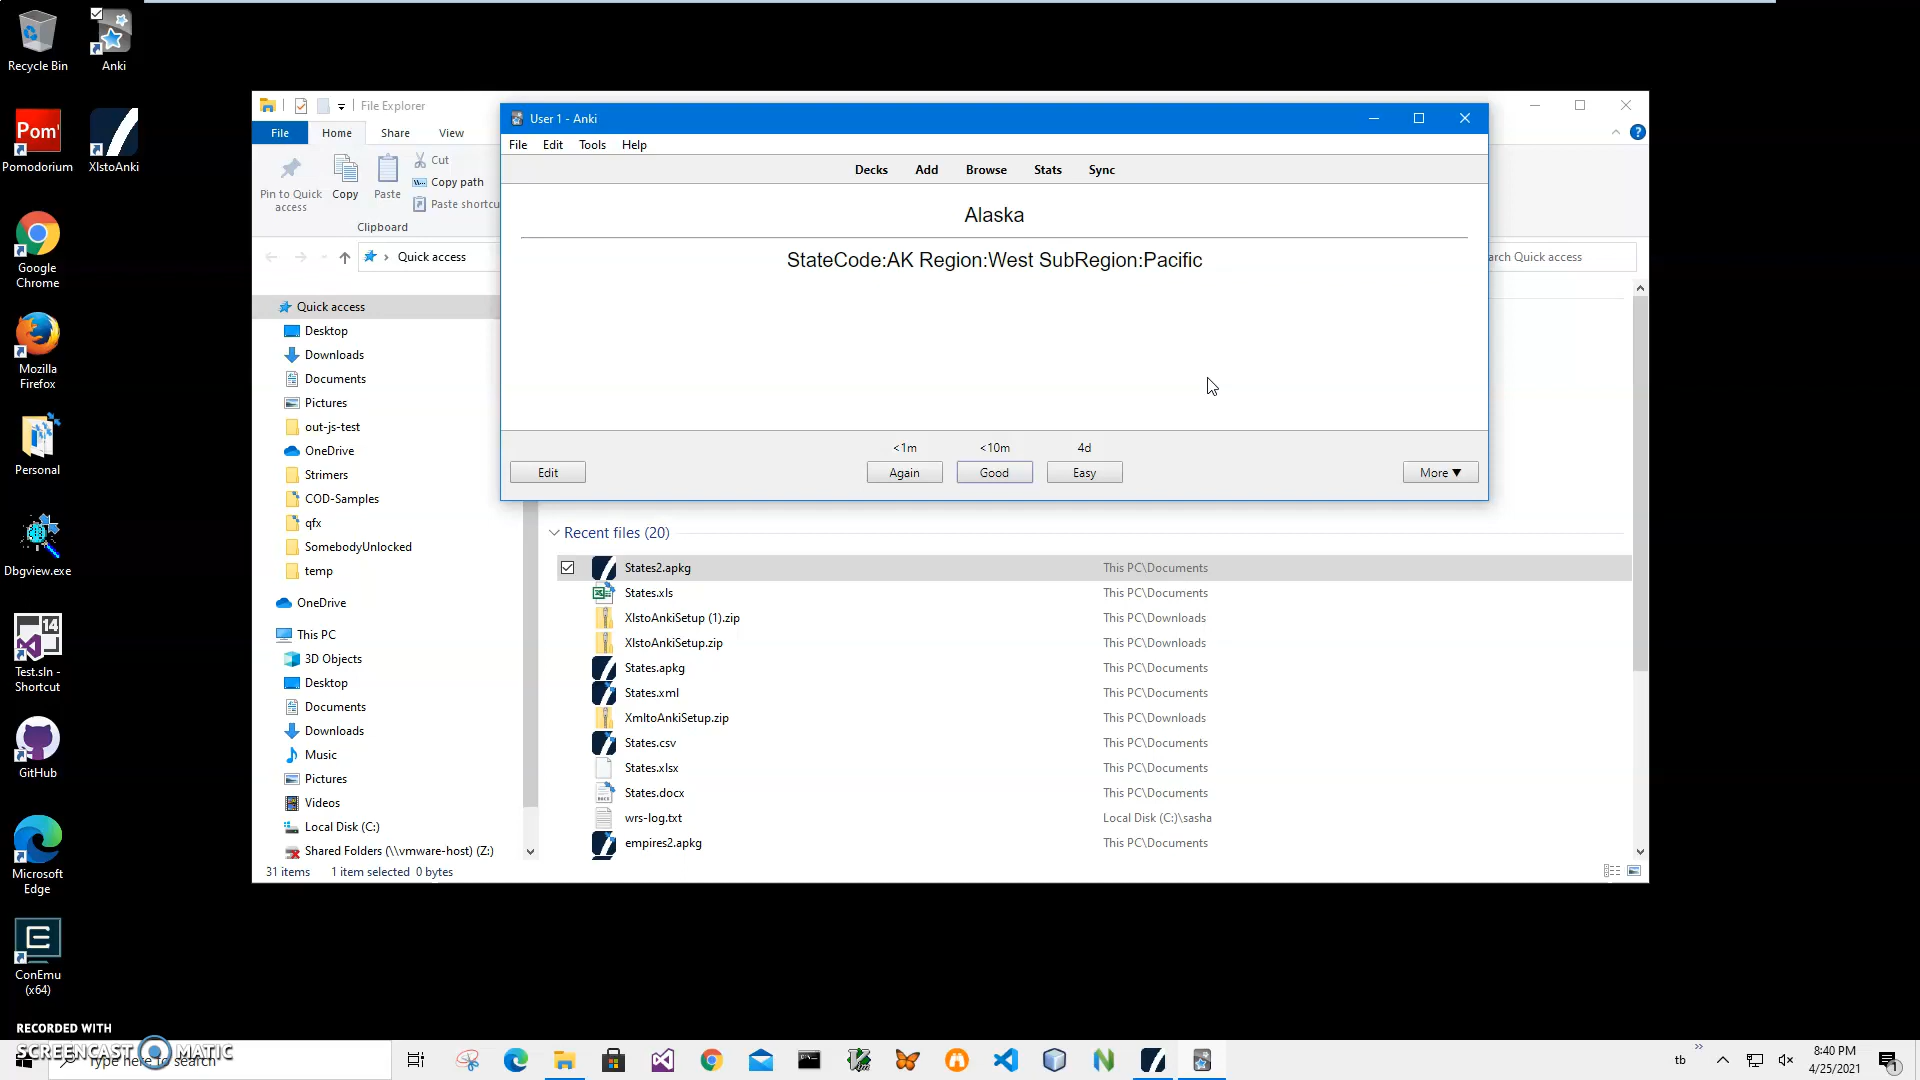 Recycle Bin
Anki
Pom'
Pomodorium
XlstoAnki
Google
Chrome
Mozilla
Firefox
Personal
Dbgview.exe
14
Test.sln -
Shortcut
GitHub
Microsoft
Edge
ConEmu
(x64)
RECORDED WITH
SCREENCAST MATIC
File Explorer
File Home Share View
Pin to Quick
access
Copy
Paste
Cut
Copy path
Paste shortcu
Clipboard
Quick access
arch Quick access
Quick access
Desktop
Downloads
Documents
Pictures
out-js-test
OneDrive
Strimers
COD-Samples
qfx
SomebodyUnlocked
temp
OneDrive
This PC
3D Objects
Desktop
Documents
Downloads
Music
Pictures
Videos
Local Disk (C:)
Shared Folders (\\vmware-host) (Z:)
31 items 1 item selected 0 bytes
User 1 - Anki
File Edit Tools Help
Decks Add Browse Stats Sync
Alaska
StateCode:AK Region:West SubRegion:Pacific
<1m <10m 4d
Edit Again Good Easy More ▼
Recent files (20)
States2.apkg This PC\Documents
States.xls This PC\Documents
XlstoAnkiSetup (1).zip This PC\Downloads
XlstoAnkiSetup.zip This PC\Downloads
States.apkg This PC\Documents
States.xml This PC\Documents
XmltoAnkiSetup.zip This PC\Downloads
States.csv This PC\Documents
States.xlsx This PC\Documents
States.docx This PC\Documents
wrs-log.txt Local Disk (C:)\sasha
empires2.apkg This PC\Documents
Type here to search
tb
8:40 PM
4/25/2021
1